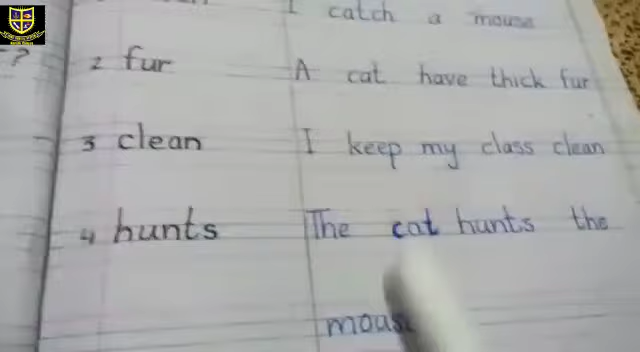 I catch a mouse
?
2 fur A cat have thick fur
3 clean I keep my class clean
4 hunts The cat hunts the